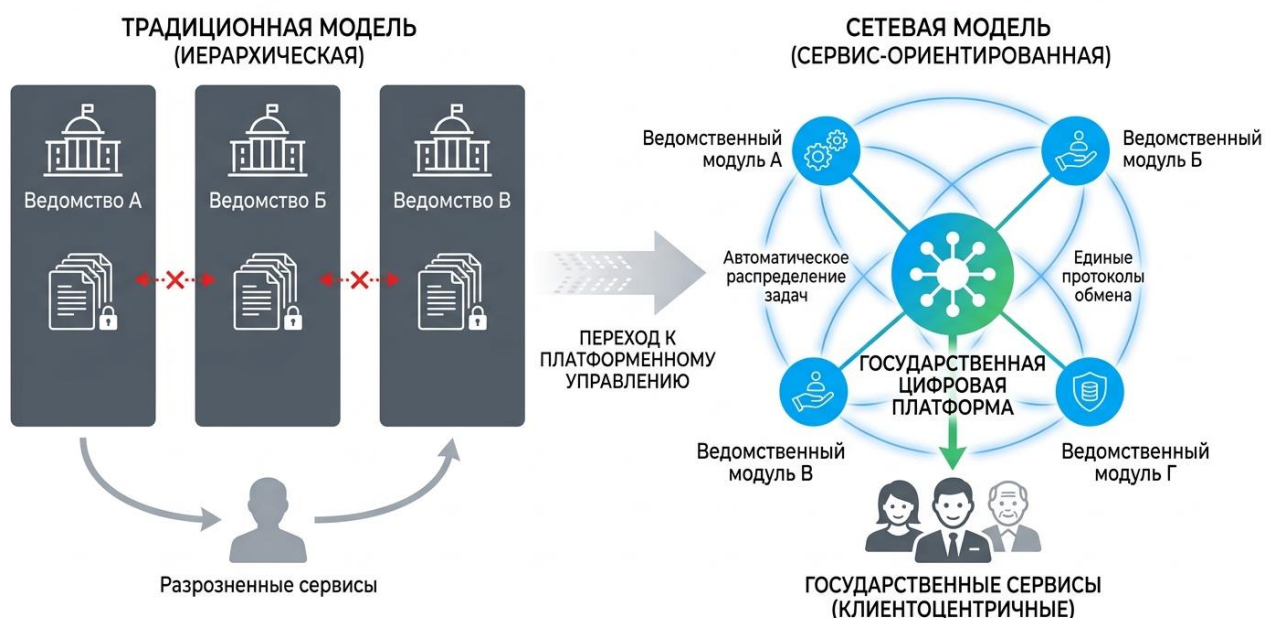 ТРАДИЦИОННАЯ МОДЕЛЬ
(ИЕРАРХИЧЕСКАЯ)
Ведомство А
Ведомство Б
Ведомство В
Разрозненные сервисы
ПЕРЕХОД К
ПЛАТФОРМЕННОМУ
УПРАВЛЕНИЮ
СЕТЕВАЯ МОДЕЛЬ
(СЕРВИС-ОРИЕНТИРОВАННАЯ)
Ведомственный
модуль А
Ведомственный
модуль Б
Автоматическое
распределение
задач
Единые
протоколы
обмена
ГОСУДАРСТВЕННАЯ
ЦИФРОВАЯ
ПЛАТФОРМА
Ведомственный
модуль В
Ведомственный
модуль Г
ГОСУДАРСТВЕННЫЕ СЕРВИСЫ
(КЛИЕНТОЦЕНТРИЧНЫЕ)